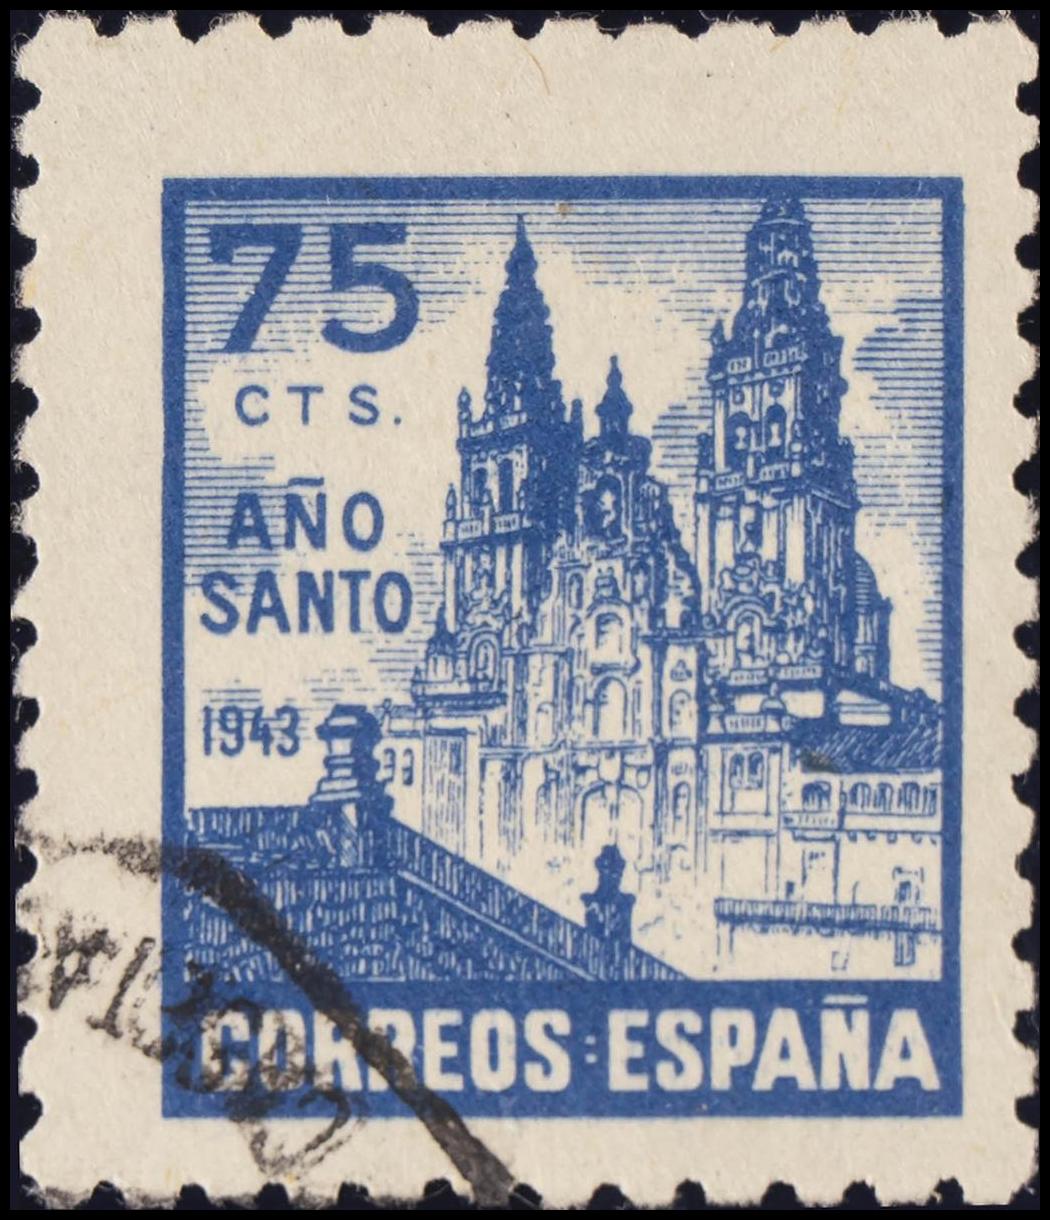 75
CTS.
AÑO
SANTO
1943
CORREOS:ESPAÑA